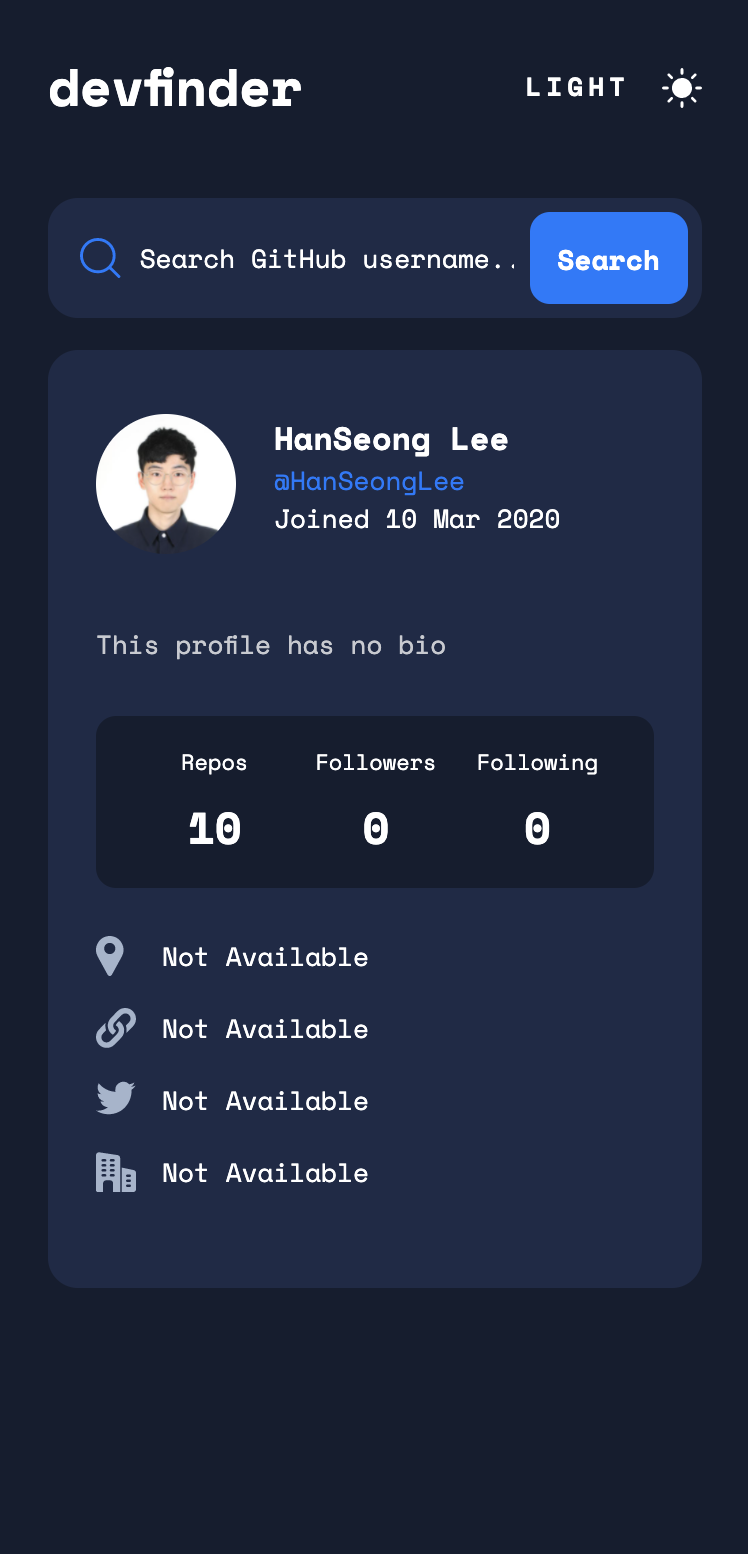 devfinder
LIGHT
Search GitHub username..
Search
HanSeong Lee
@HanSeongLee
Joined 10 Mar 2020
This profile has no bio
Repos Followers Following
10 0 0
Not Available
Not Available
Not Available
Not Available